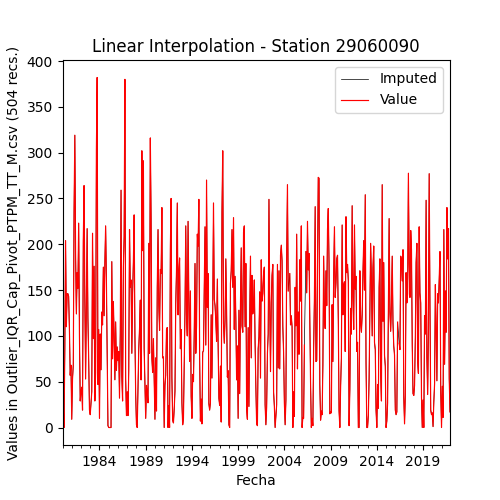 Linear Interpolation - Station 29060090
Values in Outlier_IQR_Cap_Pivot_PTPM_TT_M.csv (504 recs.)
400
350
300
250
200
150
100
50
0
Imputed
Value
1984 1989 1994 1999 2004 2009 2014 2019
Fecha